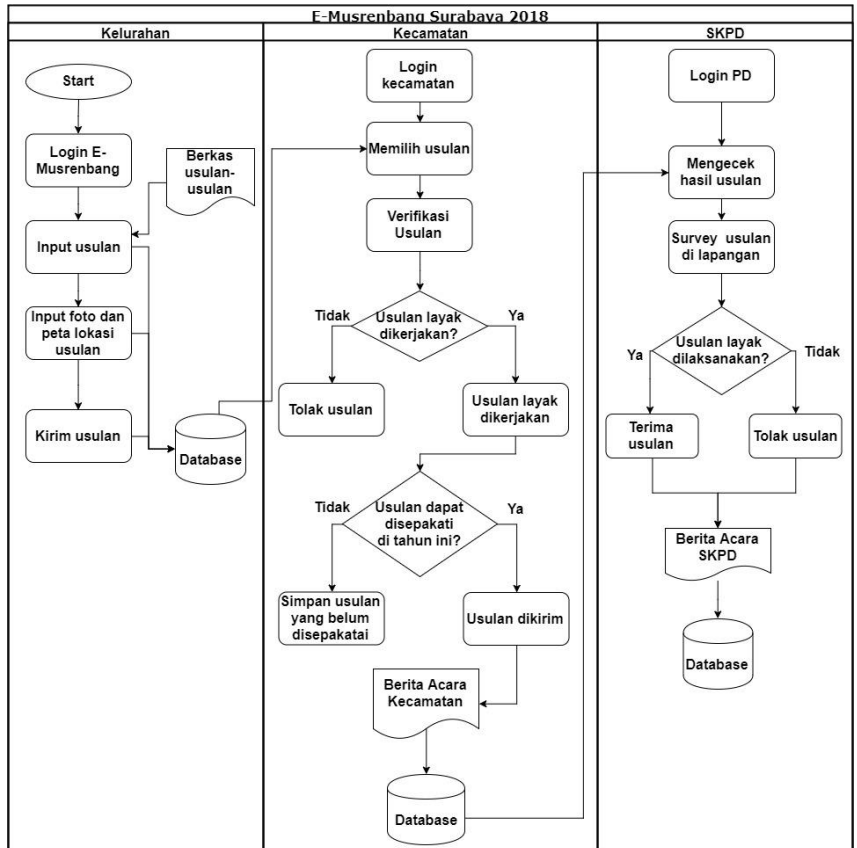 E-Musrenbang Surabaya 2018
Kelurahan
Kecamatan
SKPD
Start
Login E-
Musrenbang
Berkas
usulan-
usulan
Input usulan
Input foto dan
peta lokasi
usulan
Kirim usulan
Database
Login
kecamatan
Memilih usulan
Verifikasi
Usulan
Tidak
Usulan layak
dikerjakan?
Ya
Tolak usulan
Usulan layak
dikerjakan
Tidak
Usulan dapat
disepakati
di tahun ini?
Ya
Simpan usulan
yang belum
disepakatai
Usulan dikirim
Berita Acara
Kecamatan
Database
Login PD
Mengecek
hasil usulan
Survey usulan
di lapangan
Ya
Usulan layak
dilaksanakan?
Tidak
Terima
usulan
Tolak usulan
Berita Acara
SKPD
Database